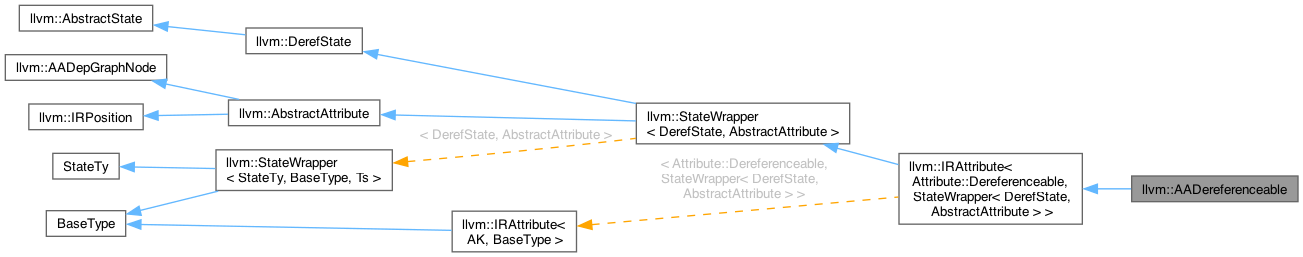 llvm::AbstractState
llvm::DerefState
llvm::AADepGraphNode
llvm::IRPosition
llvm::AbstractAttribute
llvm::StateWrapper
< DerefState, AbstractAttribute >
< DerefState, AbstractAttribute >
StateTy
llvm::StateWrapper
< StateTy, BaseType, Ts >
< Attribute::Dereferenceable,
StateWrapper< DerefState,
AbstractAttribute > >
llvm::IRAttribute<
Attribute::Dereferenceable,
StateWrapper< DerefState,
AbstractAttribute > >
llvm::AADereferenceable
BaseType
llvm::IRAttribute<
AK, BaseType >